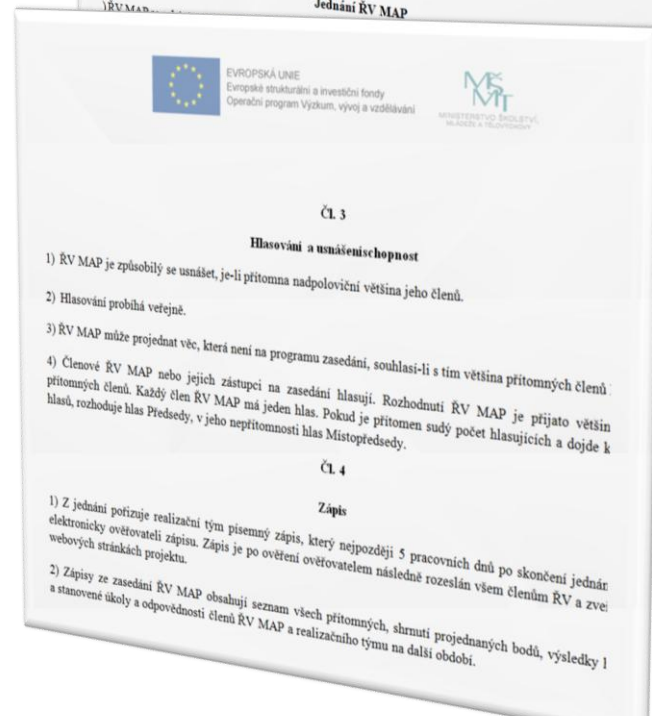 Jednání ŘV MAP
)ŘV MAP
EVROPSKÁ UNIE
Evropské strukturální a investiční fondy
Operační program Výzkum, vývoj a vzdělávání
MŠMT
MINISTERSTVO ŠKOLSTVÍ,
MLÁDEŽE A TĚLOVÝCHOVY
Čl. 3
Hlasování a usnášeníschopnost
1) ŘV MAP je způsobilý se usnášet, je-li přítomna nadpoloviční většina jeho členů.
2) Hlasování probíhá veřejně.
3) ŘV MAP může projednat věc, která není na programu zasedání, souhlasí-li s tím většina přítomných členů
4) Členové ŘV MAP nebo jejich zástupci na zasedání hlasují. Rozhodnutí ŘV MAP je přijato většin
přítomných členů. Každý člen ŘV MAP má jeden hlas. Pokud je přítomen sudý počet hlasujících a dojde k
hlasů, rozhoduje hlas Předsedy, v jeho nepřítomnosti hlas Místopředsedy.
Čl. 4
Zápis
1) Z jednání pořizuje realizační tým písemný zápis, který nejpozději 5 pracovních dnů po skončení jednán
elektronicky ověřovateli zápisu. Zápis je po ověření ověřovatelem následně rozeslán všem členům ŘV a zveř
webových stránkách projektu.
2) Zápisy ze zasedání ŘV MAP obsahují seznam všech přítomných, shrnutí projednaných bodů, výsledky
a stanovené úkoly a odpovědnosti členů ŘV MAP a realizačního týmu na další období.